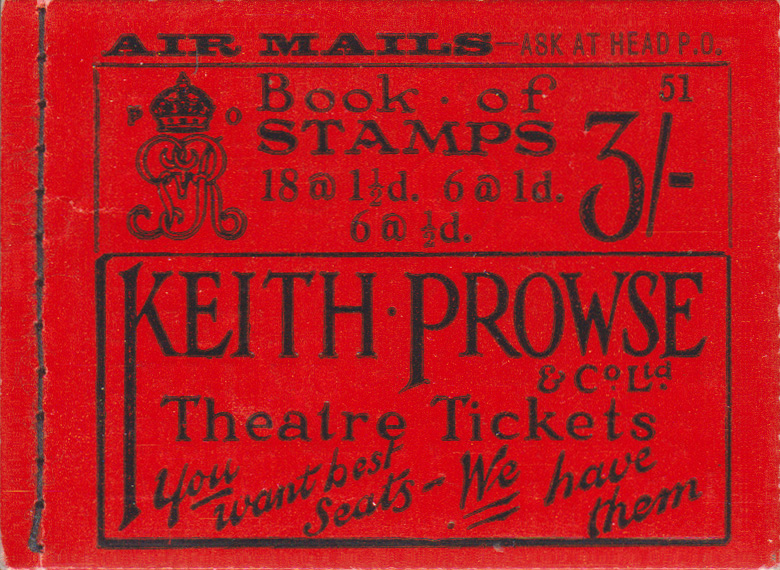 AIR MAILS—ASK AT HEAD P.O.
51
P GVR O
Book · of
STAMPS
3/-
18 @ 1½d. 6 @ 1d.
6 @ ½d.
KEITH · PROWSE
& Co Ltd.
Theatre Tickets
You want best Seats - We have them